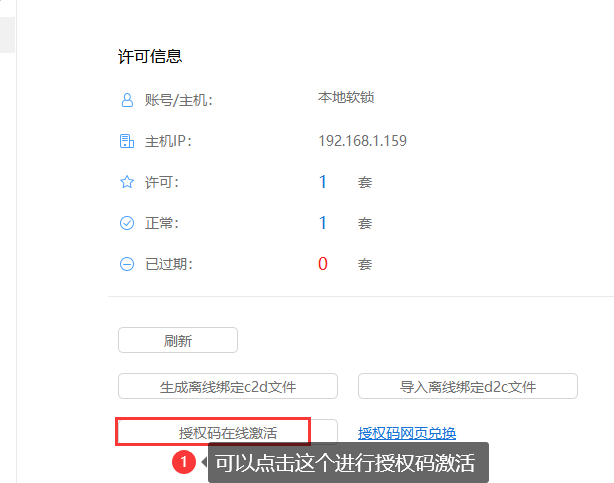 许可信息
账号/主机： 本地软锁
主机IP： 192.168.1.159
许可： 1 套
正常： 1 套
已过期： 0 套
刷新
生成离线绑定c2d文件 导入离线绑定d2c文件
授权码在线激活 授权码网页兑换
1 可以点击这个进行授权码激活